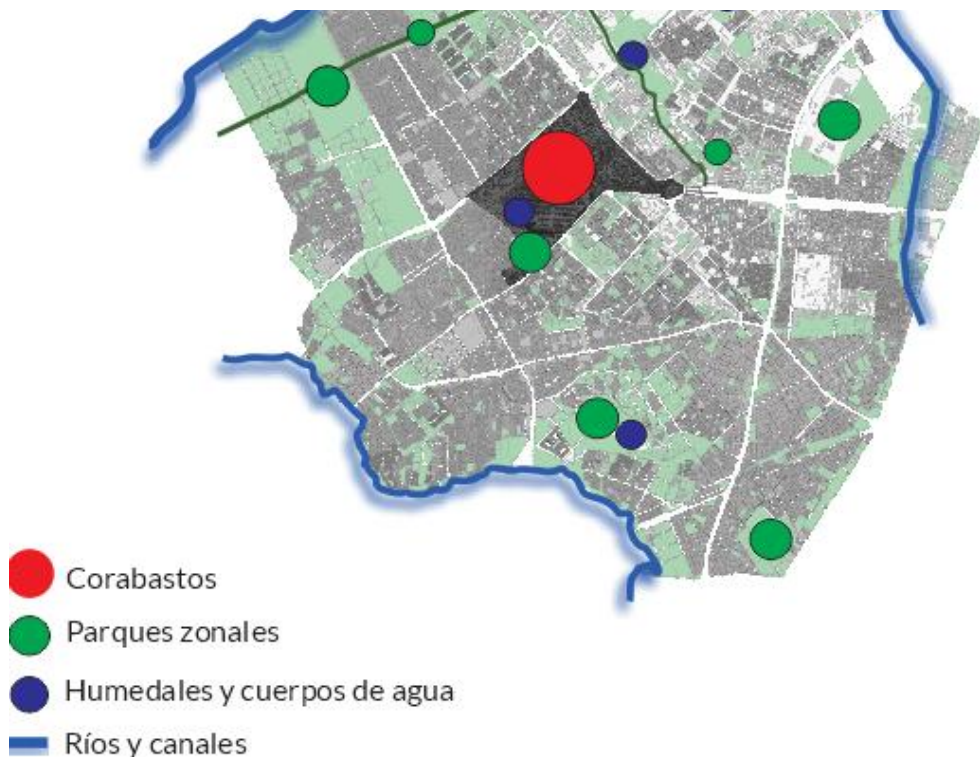 Corabastos
Parques zonales
Humedales y cuerpos de agua
Ríos y canales